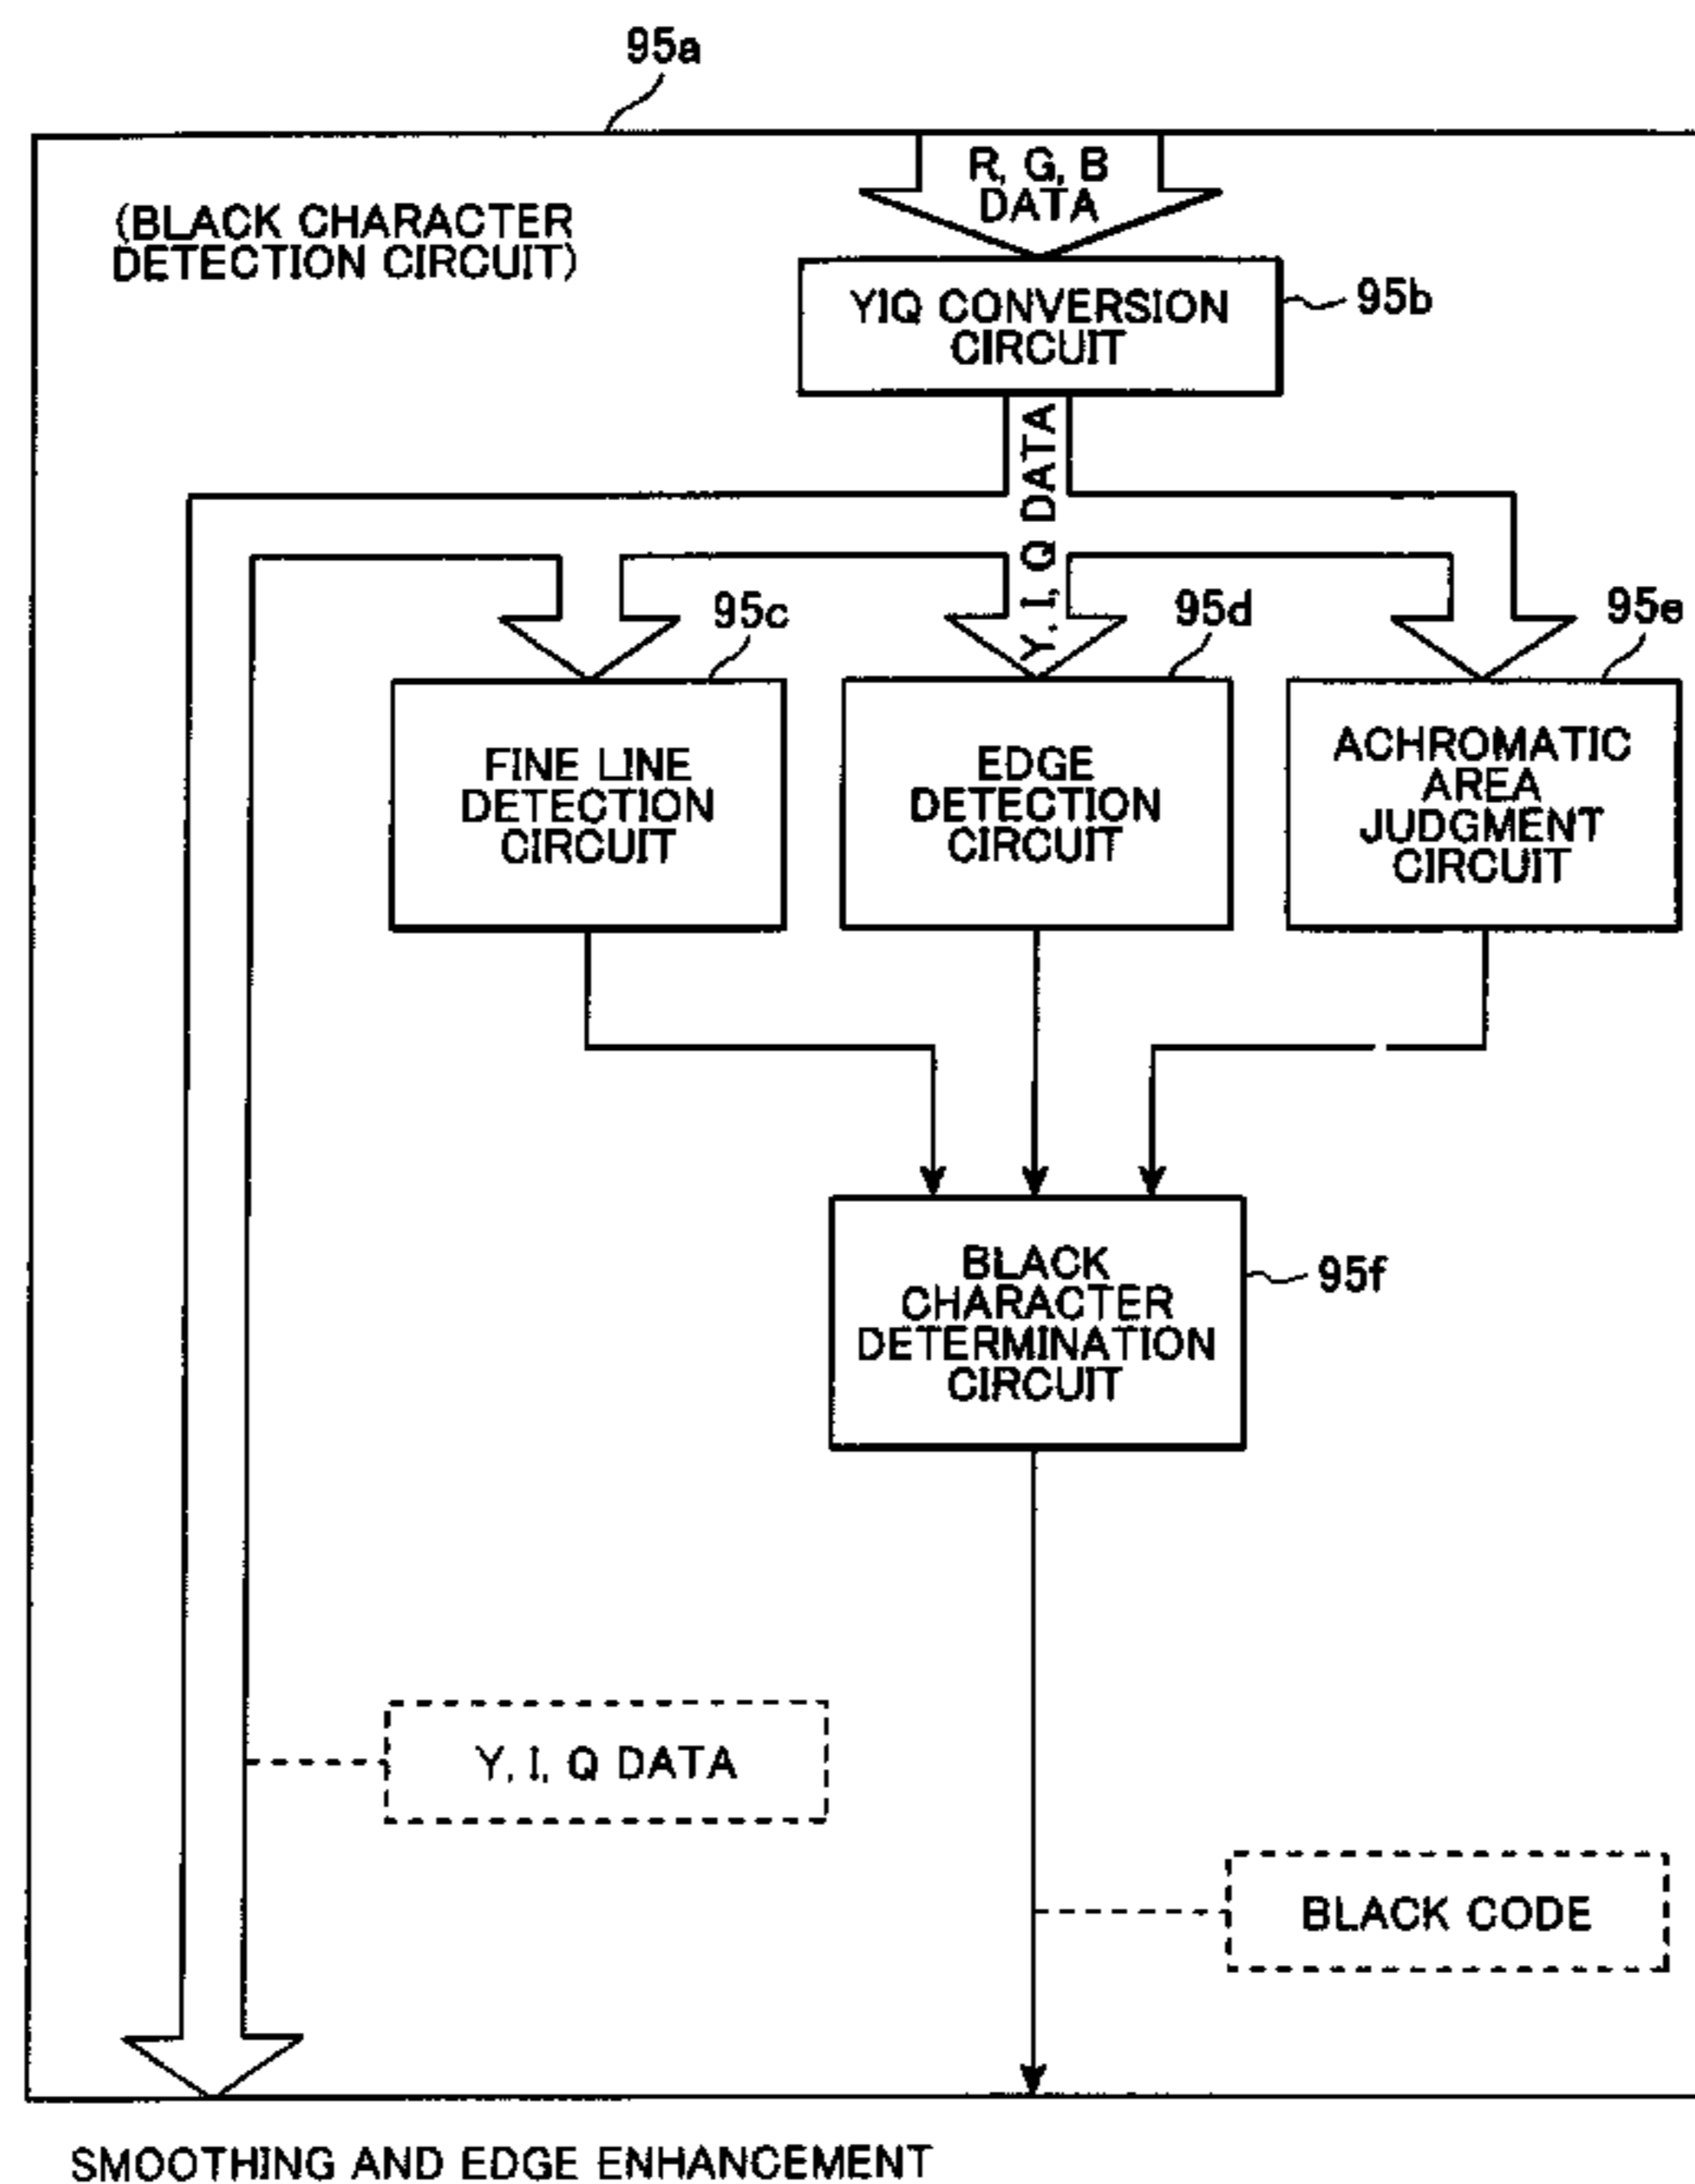 95a
R, G, B
DATA
(BLACK CHARACTER
DETECTION CIRCUIT)
YIQ CONVERSION
CIRCUIT
95b
Y, I, Q DATA
95c
95d
95e
FINE LINE
DETECTION
CIRCUIT
EDGE
DETECTION
CIRCUIT
ACHROMATIC
AREA
JUDGMENT
CIRCUIT
BLACK
CHARACTER
DETERMINATION
CIRCUIT
95f
Y, I, Q DATA
BLACK CODE
SMOOTHING AND EDGE ENHANCEMENT